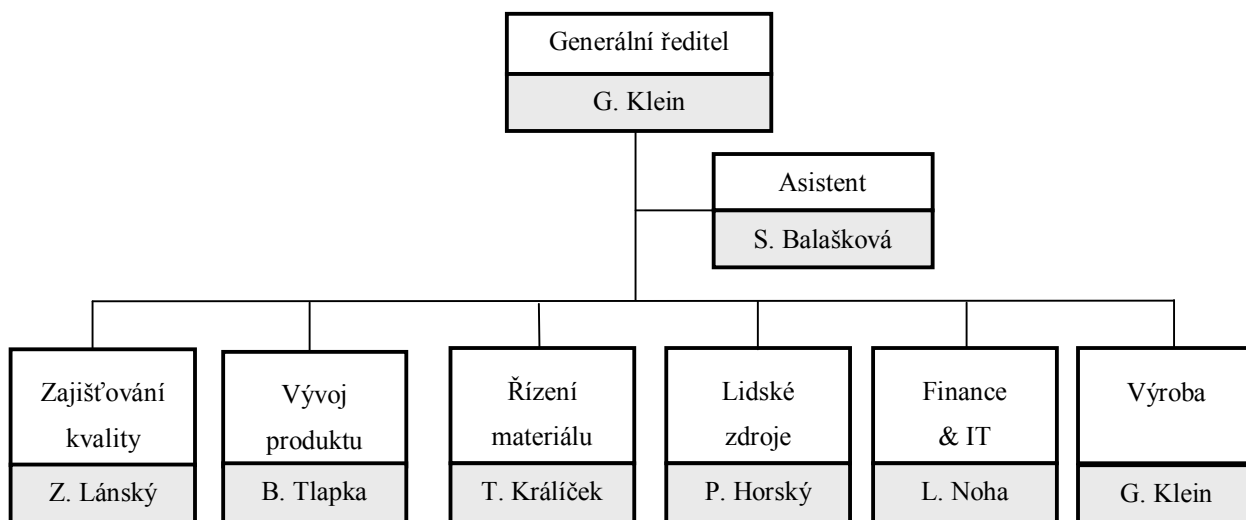 Generální ředitel
G. Klein
Asistent
S. Balašková
Zajišťování
kvality
Z. Lánský
Vývoj
produktu
B. Tlapka
Řízení
materiálu
T. Králíček
Lidské
zdroje
P. Horský
Finance
& IT
L. Noha
Výroba
G. Klein